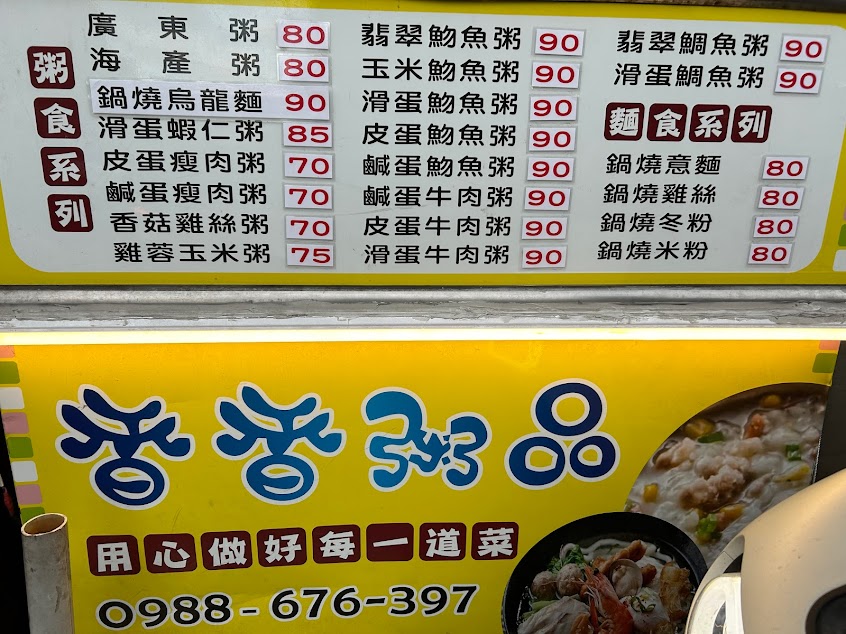 粥食系列
廣東粥 80
海產粥 80
鍋燒烏龍麵 90
滑蛋蝦仁粥 85
皮蛋瘦肉粥 70
鹹蛋瘦肉粥 70
香菇雞絲粥 70
雞蓉玉米粥 75
翡翠魩魚粥 90
玉米魩魚粥 90
滑蛋魩魚粥 90
皮蛋魩魚粥 90
鹹蛋魩魚粥 90
鹹蛋牛肉粥 90
皮蛋牛肉粥 90
滑蛋牛肉粥 90
翡翠鯛魚粥 90
滑蛋鯛魚粥 90
麵食系列
鍋燒意麵 80
鍋燒雞絲 80
鍋燒冬粉 80
鍋燒米粉 80
香香粥品
用心做好每一道菜
0988-676-397